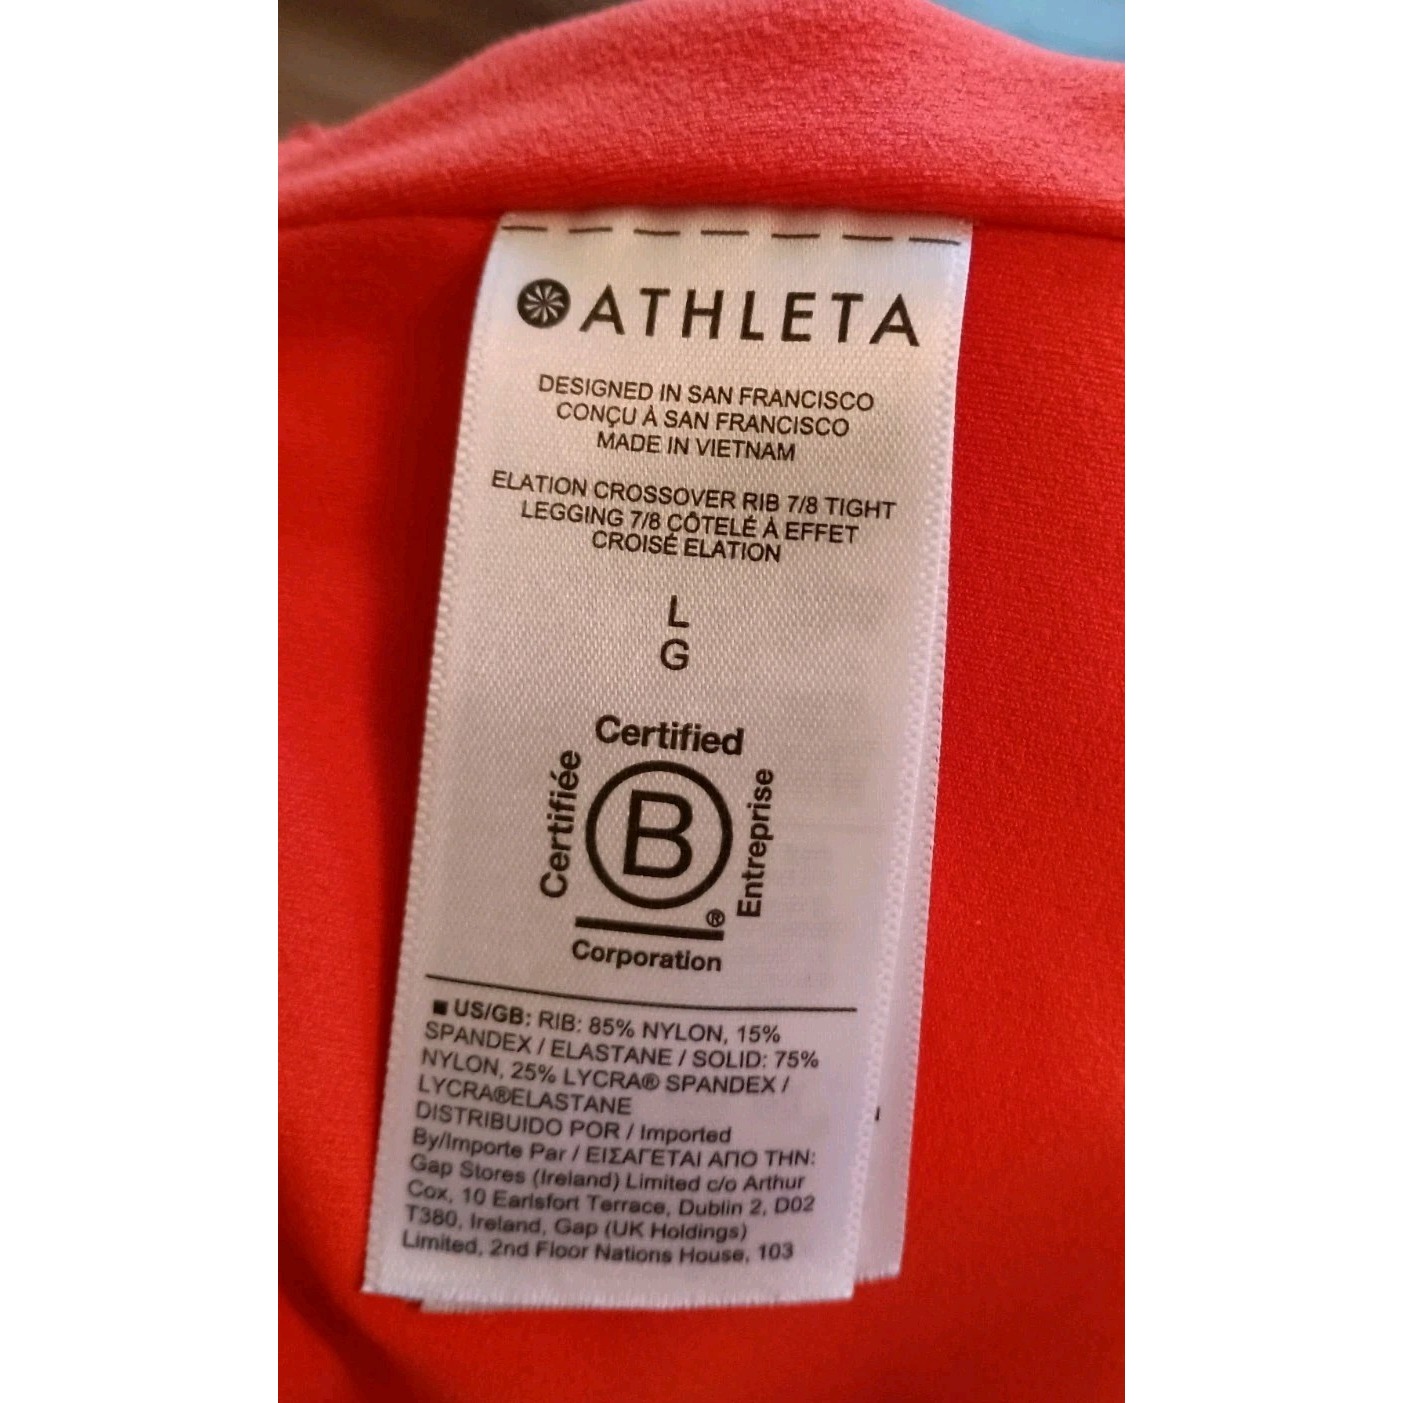 ATHLETA
DESIGNED IN SAN FRANCISCO
CONÇU À SAN FRANCISCO
MADE IN VIETNAM
ELATION CROSSOVER RIB 7/8 TIGHT
LEGGING 7/8 CÔTELÉ À EFFET
CROISÉ ELATION
L
G
Certified
Certifiée
B
Entreprise
®
Corporation
■ US/GB: RIB: 85% NYLON, 15%
SPANDEX / ELASTANE / SOLID: 75%
NYLON, 25% LYCRA® SPANDEX /
LYCRA®ELASTANE
DISTRIBUIDO POR / Imported
By/Importe Par / ΕΙΣΑΓΕΤΑΙ ΑΠΟ ΤΗΝ:
Gap Stores (Ireland) Limited c/o Arthur
Cox, 10 Earlsfort Terrace, Dublin 2, D02
T380, Ireland, Gap (UK Holdings)
Limited, 2nd Floor Nations House, 103